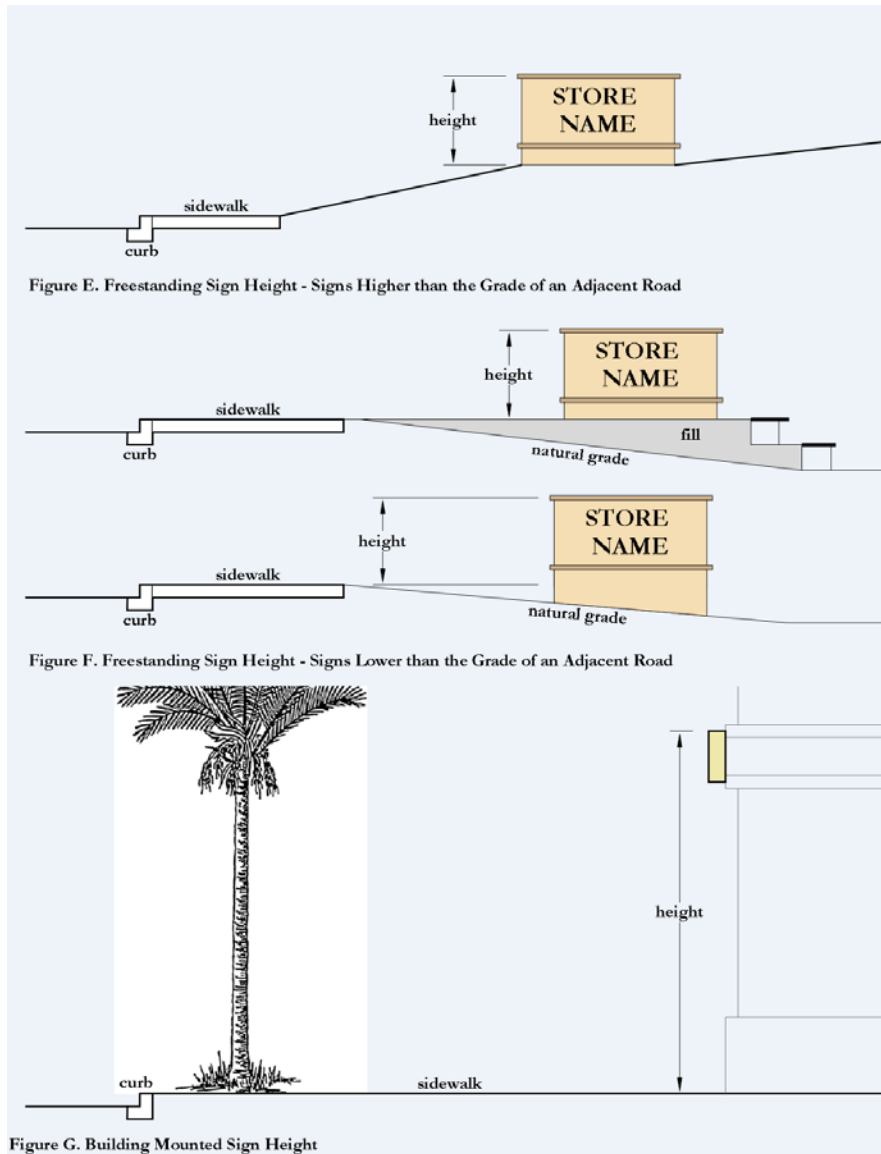 STORE
NAME
height
sidewalk
curb
Figure E. Freestanding Sign Height - Signs Higher than the Grade of an Adjacent Road
STORE
NAME
height
sidewalk
fill
curb
natural grade
STORE
NAME
height
sidewalk
curb
natural grade
Figure F. Freestanding Sign Height - Signs Lower than the Grade of an Adjacent Road
height
curb
sidewalk
Figure G. Building Mounted Sign Height